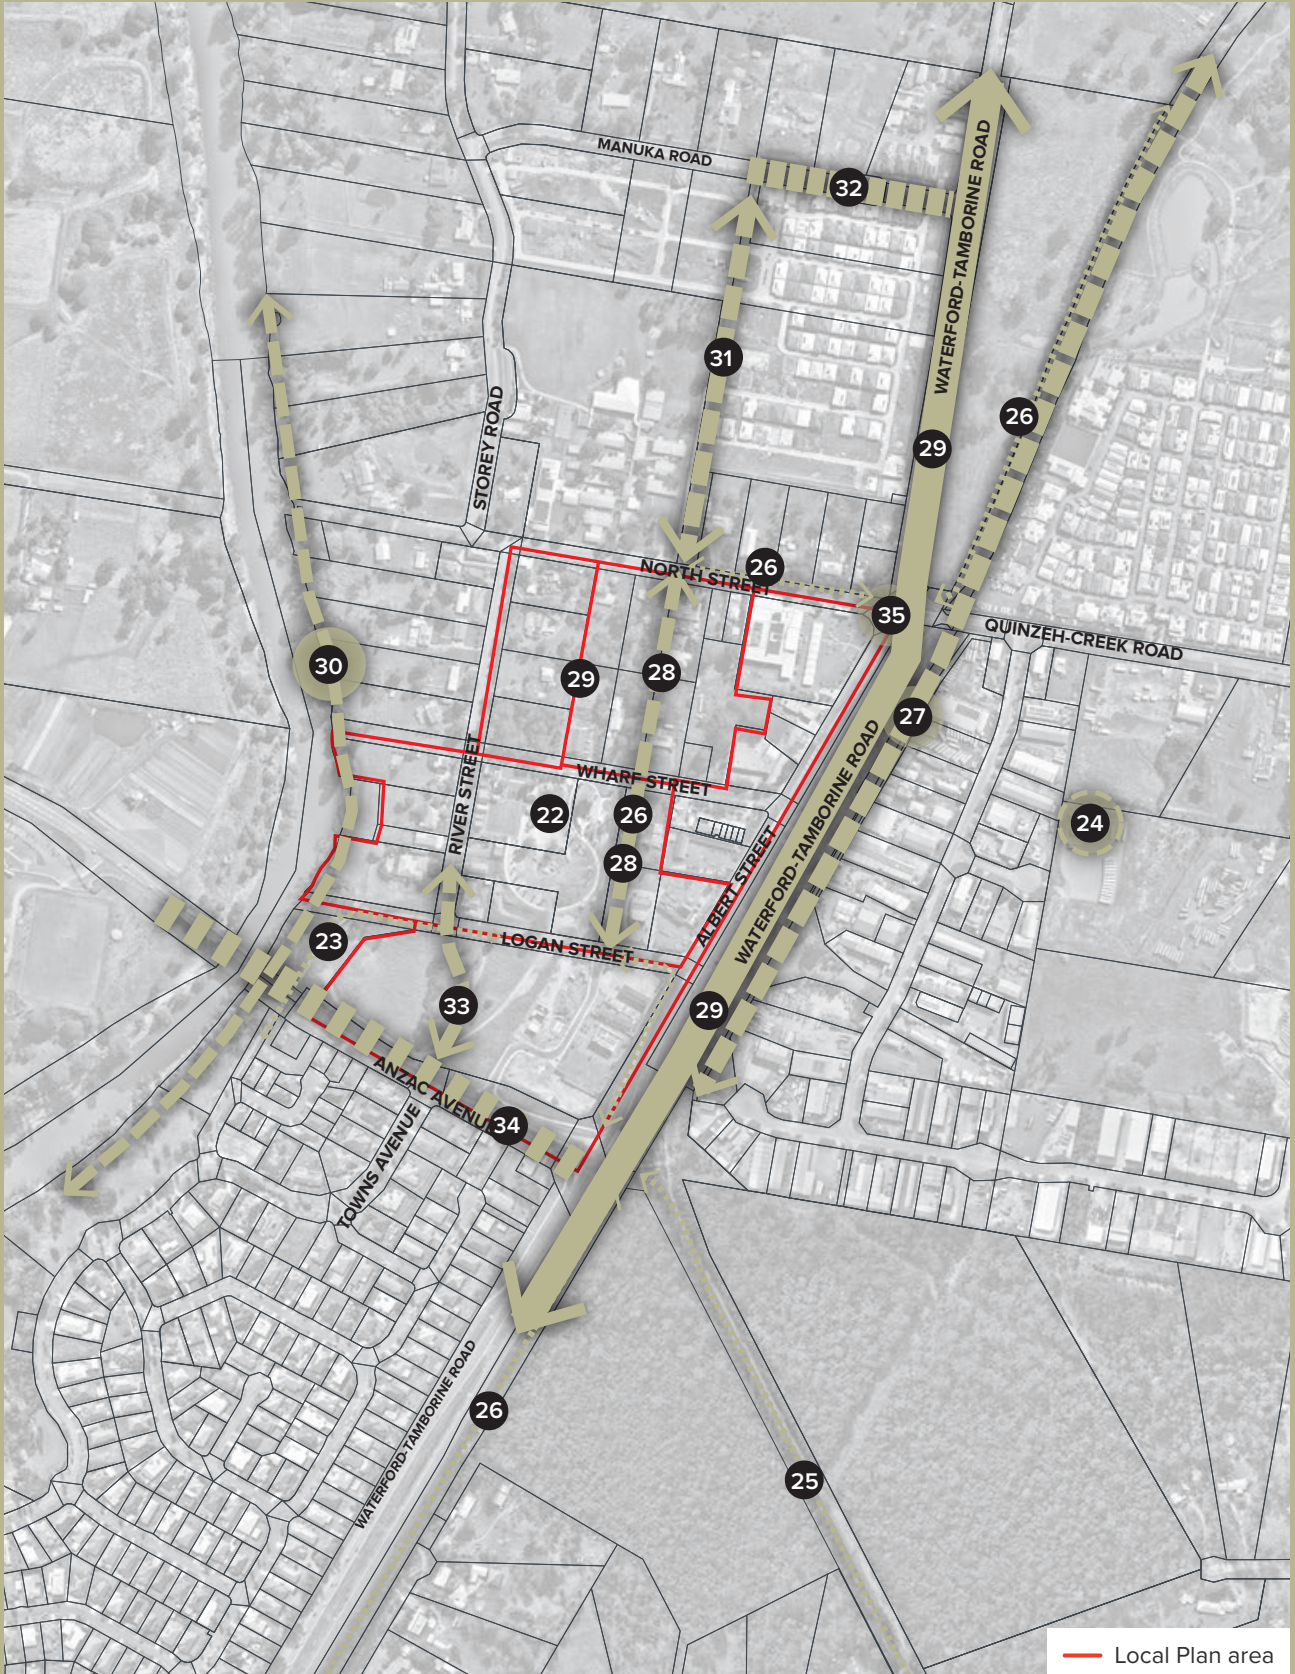 WATERFORD-TAMBORINE ROAD
MANUKA ROAD
32
31
26
29
STOREY ROAD
26
NORTH STREET
35
QUINZEH-CREEK ROAD
30
29
28
27
RIVER STREET
WHARF STREET
22
26
28
24
ALBERT STREET
WATERFORD-TAMBORINE ROAD
23
LOGAN STREET
33
29
ANZAC AVENUE
34
TOWNS AVENUE
WATERFORD-TAMBORINE ROAD
26
25
Local Plan area